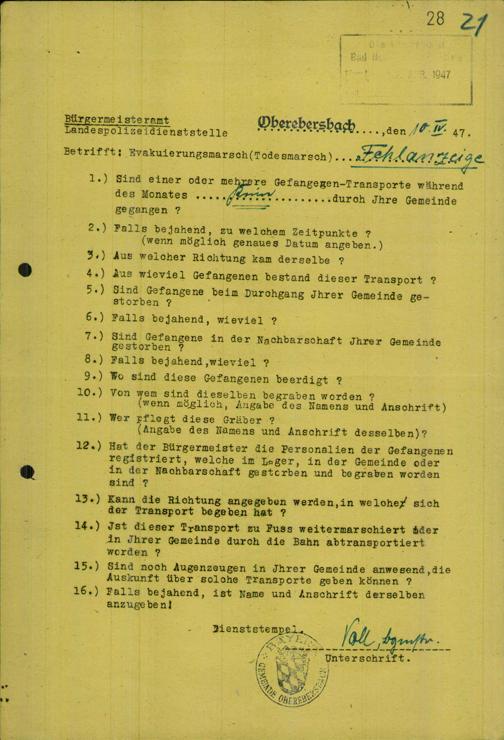 28 21
1947
Bürgermeisteramt
Landespolizeidienststelle Oberebersbach....,den 10 IV. 47.
Betrifft: Evakuierungsmarsch(Todesmarsch)...Fehlanzeige
1.) Sind einer oder mehrere Gefangegen-Transporte während
des Monates ..... ...........durch Jhre Gemeinde
gegangen ?
2.) Falls bejahend, zu welchem Zeitpunkte ?
(wenn möglich genaues Datum angeben.)
3.) Aus welcher Richtung kam derselbe ?
4.) Aus wieviel Gefangenen bestand dieser Transport ?
5.) Sind Gefangene beim Durchgang Jhrer Gemeinde ge-
storben ?
6.) Falls bejahend, wieviel ?
7.) Sind Gefangene in der Nachbarschaft Jhrer Gemeinde
gestorben ?
8.) Falls bejahend,wieviel ?
9.) Wo sind diese Gefangenen beerdigt ?
10.) Von wem sind dieselben begraben worden ?
(wenn möglich, Angabe des Namens und Anschrift)
11.) Wer pflegt diese Gräber ?
(Angabe des Namens und Anschrift desselben)?
12.) Hat der Bürgermeister die Personalien der Gefangenen
registriert, welche im Lager, in der Gemeinde oder
in der Nachbarschaft gestorben und begraben worden
sind ?
13.) Kann die Richtung angegeben werden,in welcher sich
der Transport begeben hat ?
14.) Jst dieser Transport zu Fuss weitermarschiert oder
in Jhrer Gemeinde durch die Bahn abtransportiert
worden ?
15.) Sind noch Augenzeugen in Jhrer Gemeinde anwesend,die
Auskunft über solche Transporte geben können ?
16.) Falls bejahend, ist Name und Anschrift derselben
anzugeben!
Dienststempel. Voll, bgmstr.
Unterschrift.
BAYERN
GEMEINDE OBEREBERSBACH